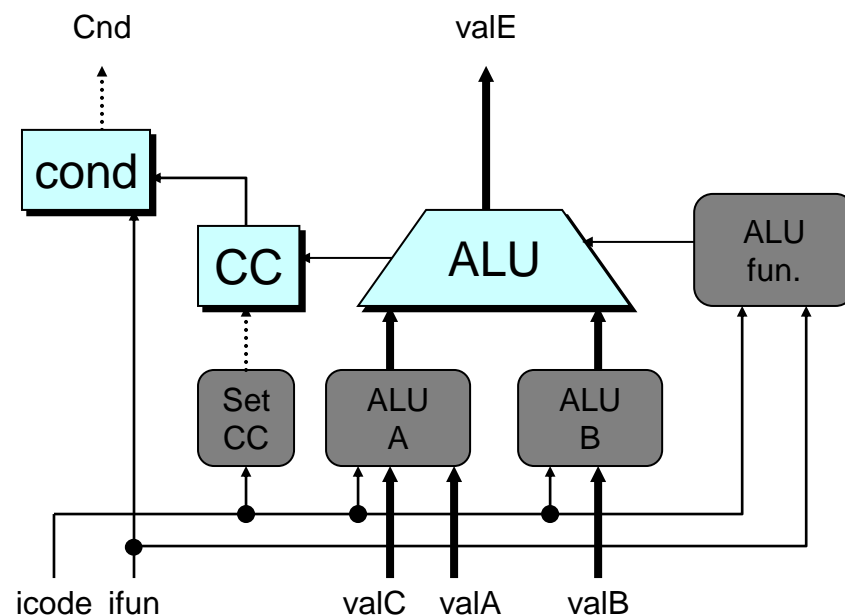 Cnd
valE
cond
CC
ALU
ALU
fun.
Set
CC
ALU
A
ALU
B
icode
ifun
valC
valA
valB